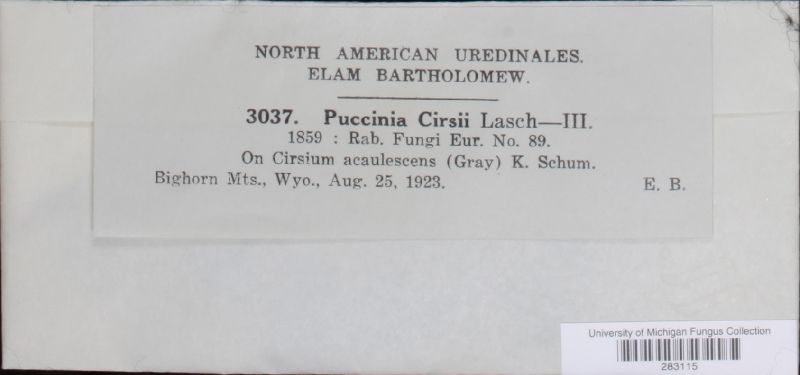 NORTH AMERICAN UREDINALES.
ELAM BARTHOLOMEW.
3037. Puccinia Cirsii Lasch—III.
1859 : Rab. Fungi Eur. No. 89.
On Cirsium acaulescens (Gray) K. Schum.
Bighorn Mts., Wyo., Aug. 25, 1923. E. B.
University of Michigan Fungus Collection
283115